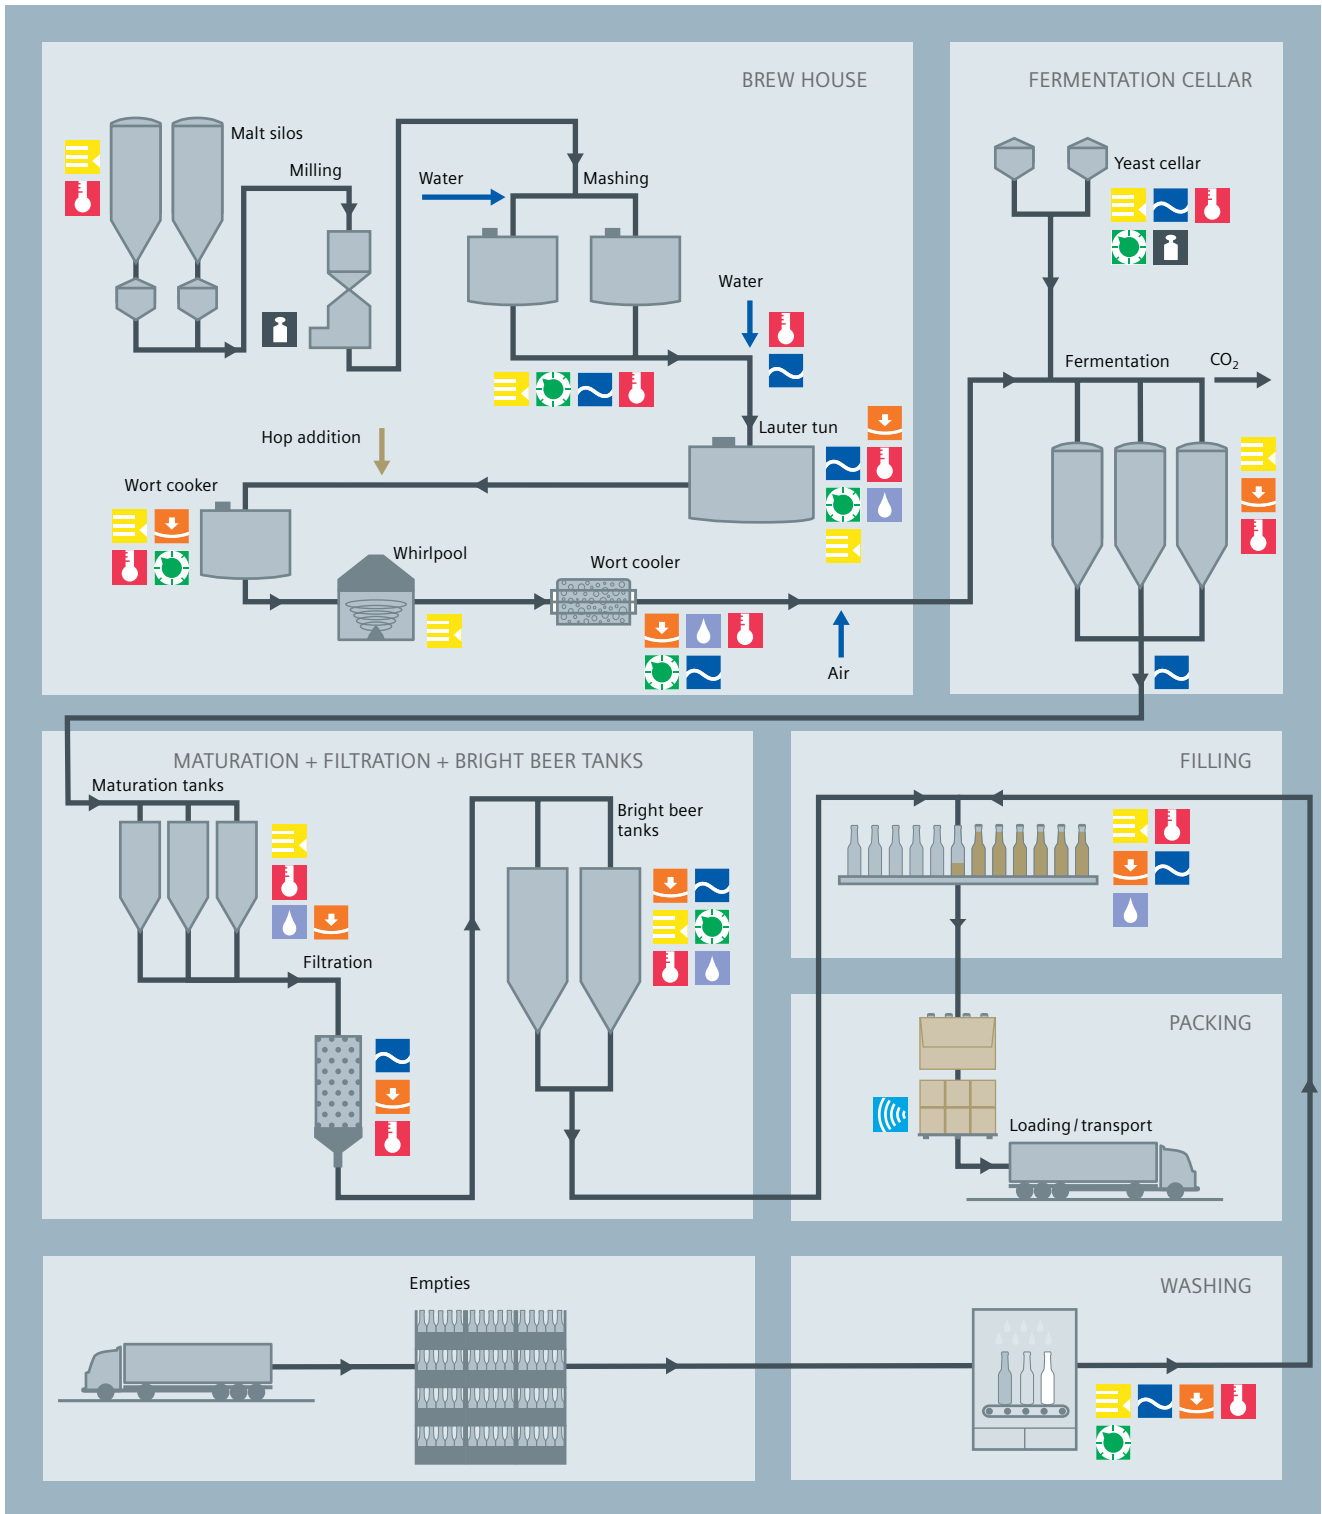 BREW HOUSE
FERMENTATION CELLAR
Malt silos
Milling
Water
Mashing
Yeast cellar
Water
Fermentation
CO2
Hop addition
Lauter tun
Wort cooker
Whirlpool
Wort cooler
Air
MATURATION + FILTRATION + BRIGHT BEER TANKS
FILLING
Maturation tanks
Bright beer
tanks
Filtration
PACKING
Loading / transport
Empties
WASHING